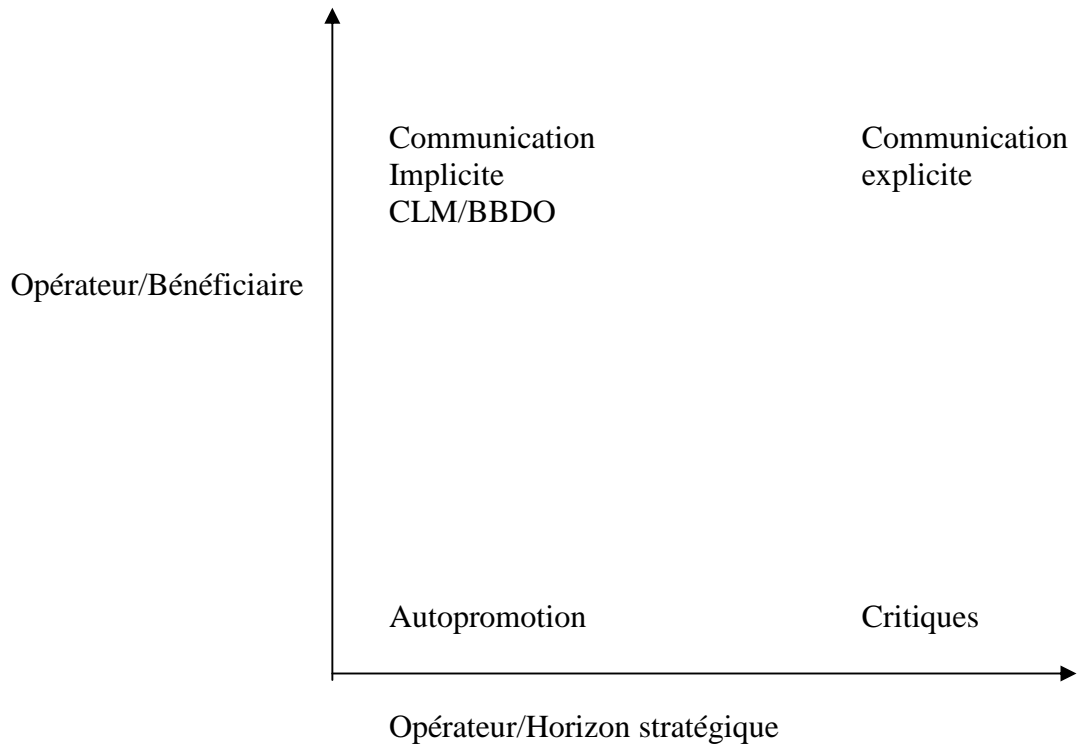 Communication
Implicite
CLM/BBDO
Communication
explicite
Opérateur/Bénéficiaire
Autopromotion
Critiques
Opérateur/Horizon stratégique